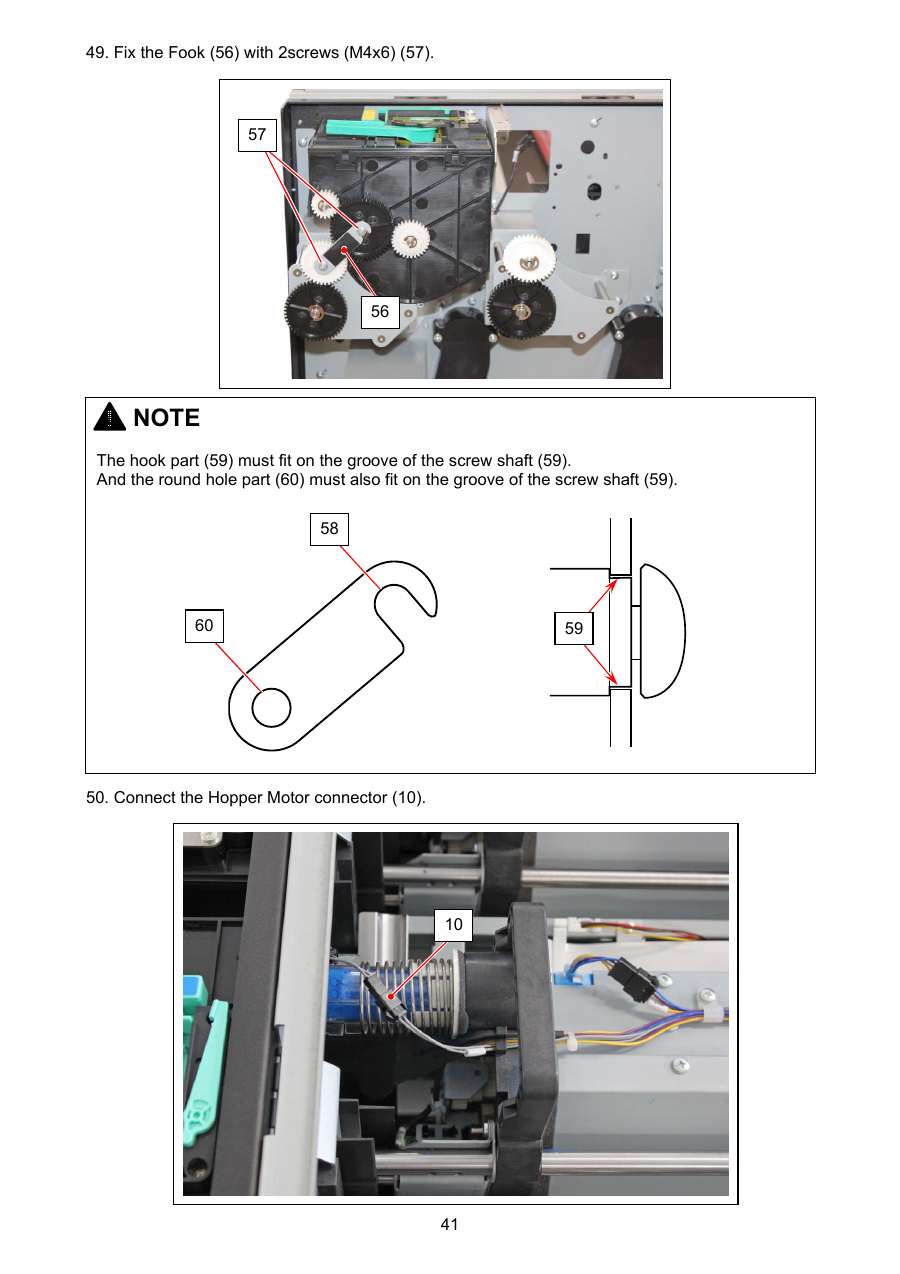 49. Fix the Fook (56) with 2screws (M4x6) (57).
57
56
NOTE
The hook part (59) must fit on the groove of the screw shaft (59).
And the round hole part (60) must also fit on the groove of the screw shaft (59).
58
60
59
50. Connect the Hopper Motor connector (10).
10
41